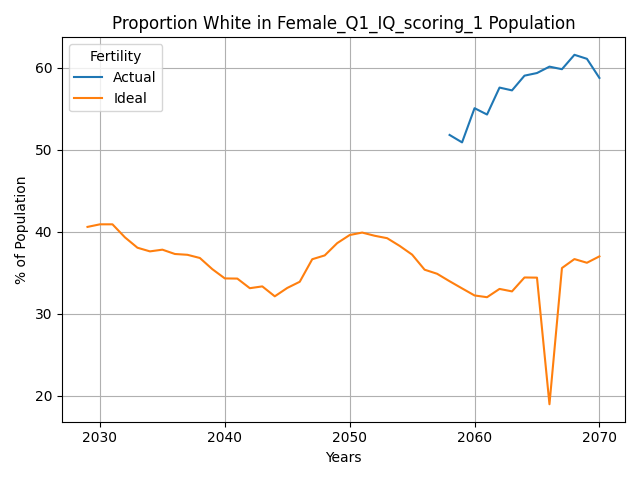 Proportion White in Female_Q1_IQ_scoring_1 Population
Fertility
Actual
Ideal
% of Population
60
50
40
30
20
2030 2040 2050 2060 2070
Years